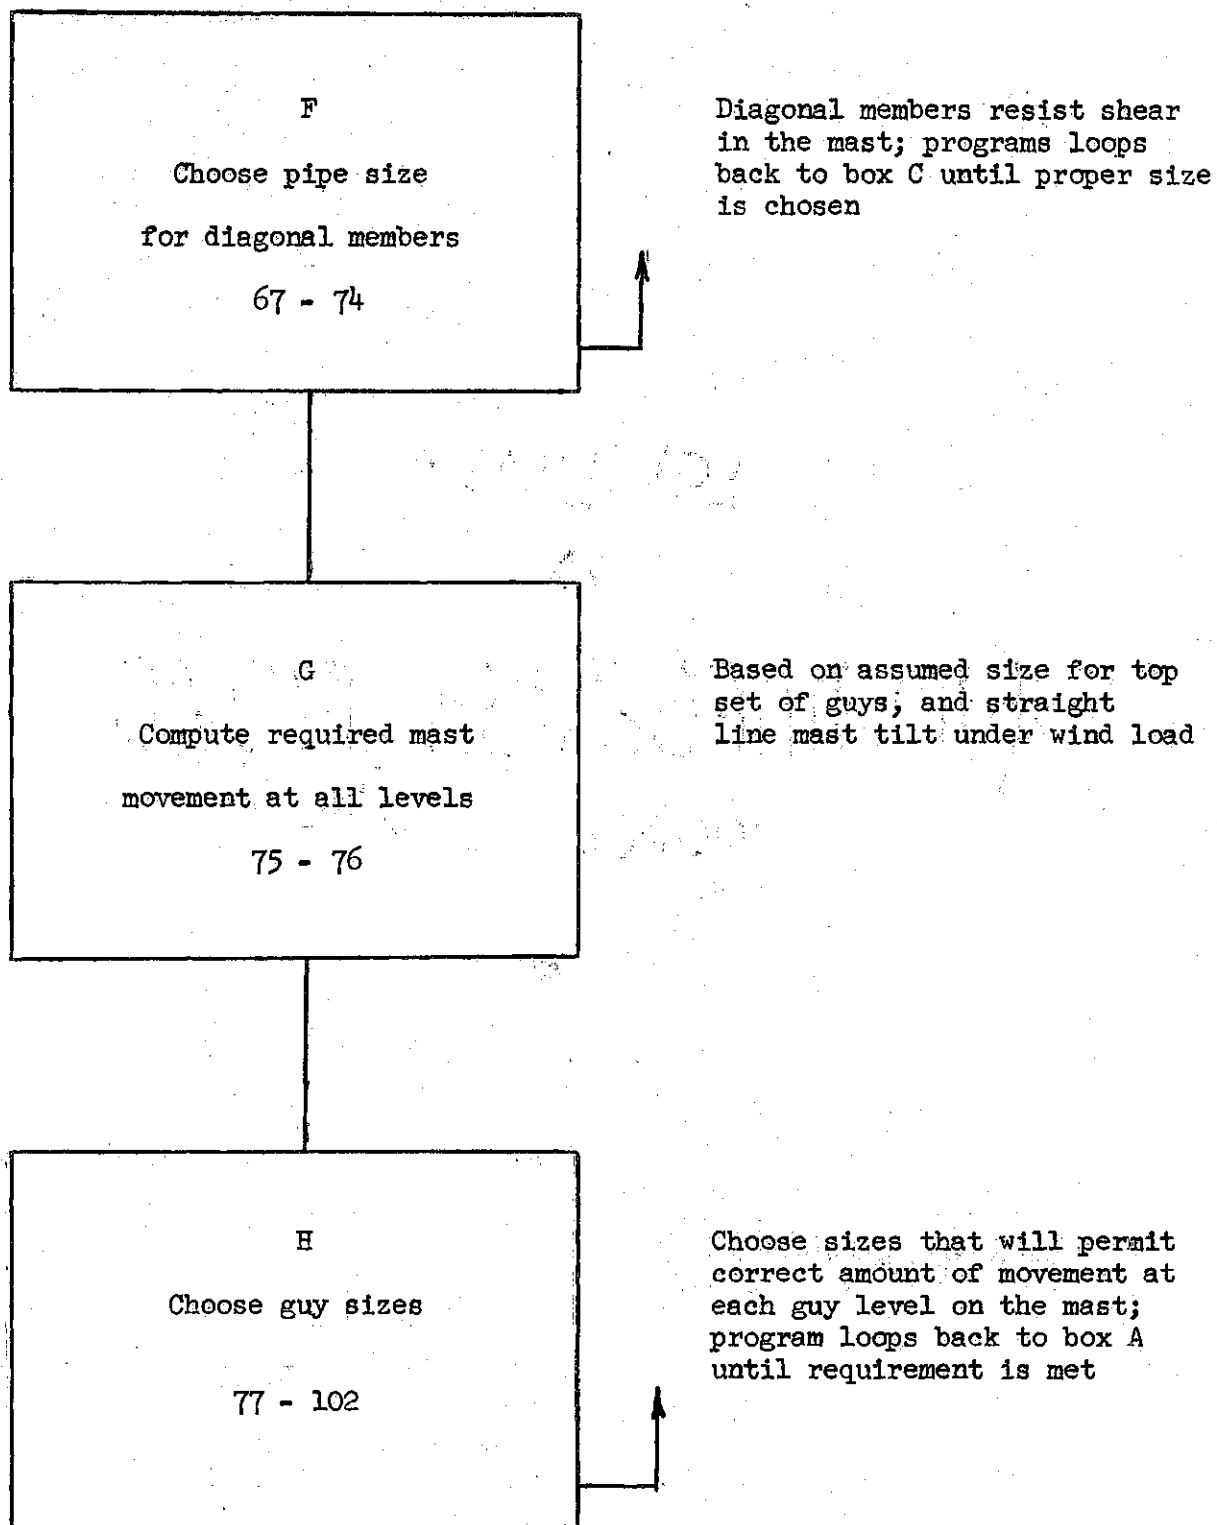 F
Choose pipe size
for diagonal members
67 - 74
Diagonal members resist shear
in the mast; programs loops
back to box C until proper size
is chosen
G
Compute required mast
movement at all levels
75 - 76
Based on assumed size for top
set of guys, and straight
line mast tilt under wind load
H
Choose guy sizes
77 - 102
Choose sizes that will permit
correct amount of movement at
each guy level on the mast;
program loops back to box A
until requirement is met